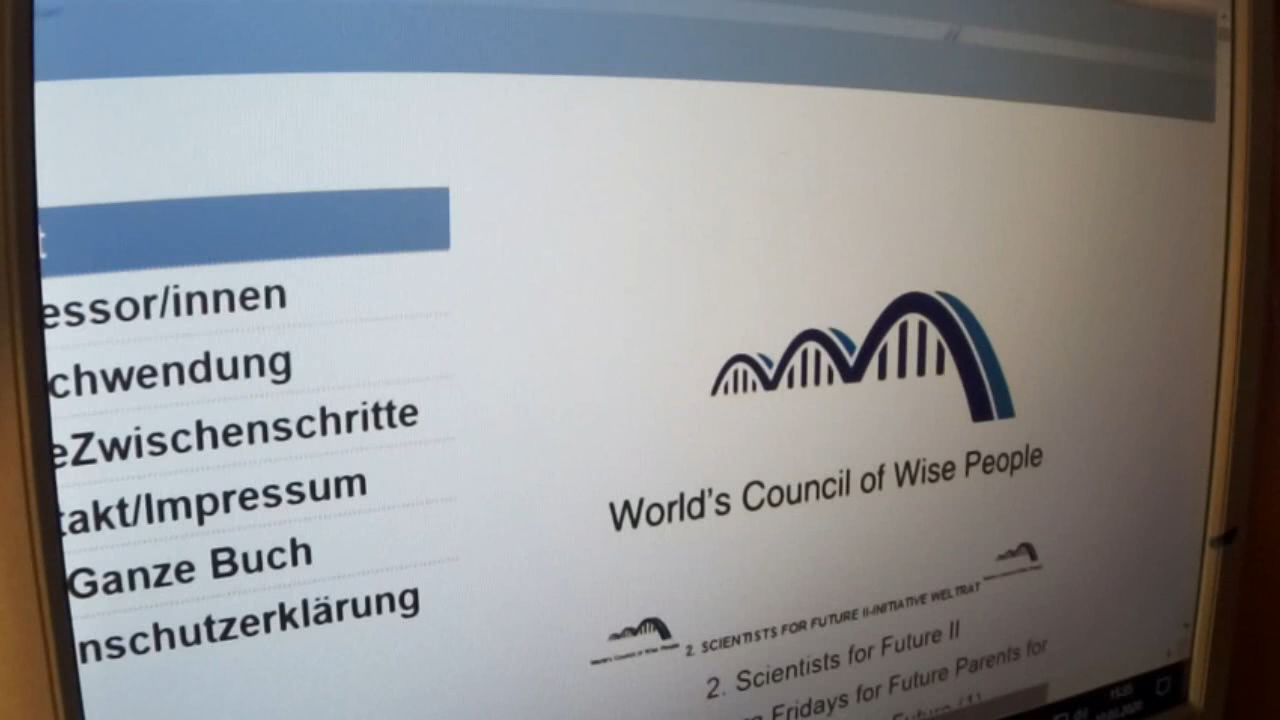 essor/innen
chwendung
eZwischenschritte
takt/Impressum
Ganze Buch
nschutzerklärung
World's Council of Wise People
2. SCIENTISTS FOR FUTURE II-INITIATIVE WELTRAT
2. Scientists for Future II
Fridays for Future Parents for
Future